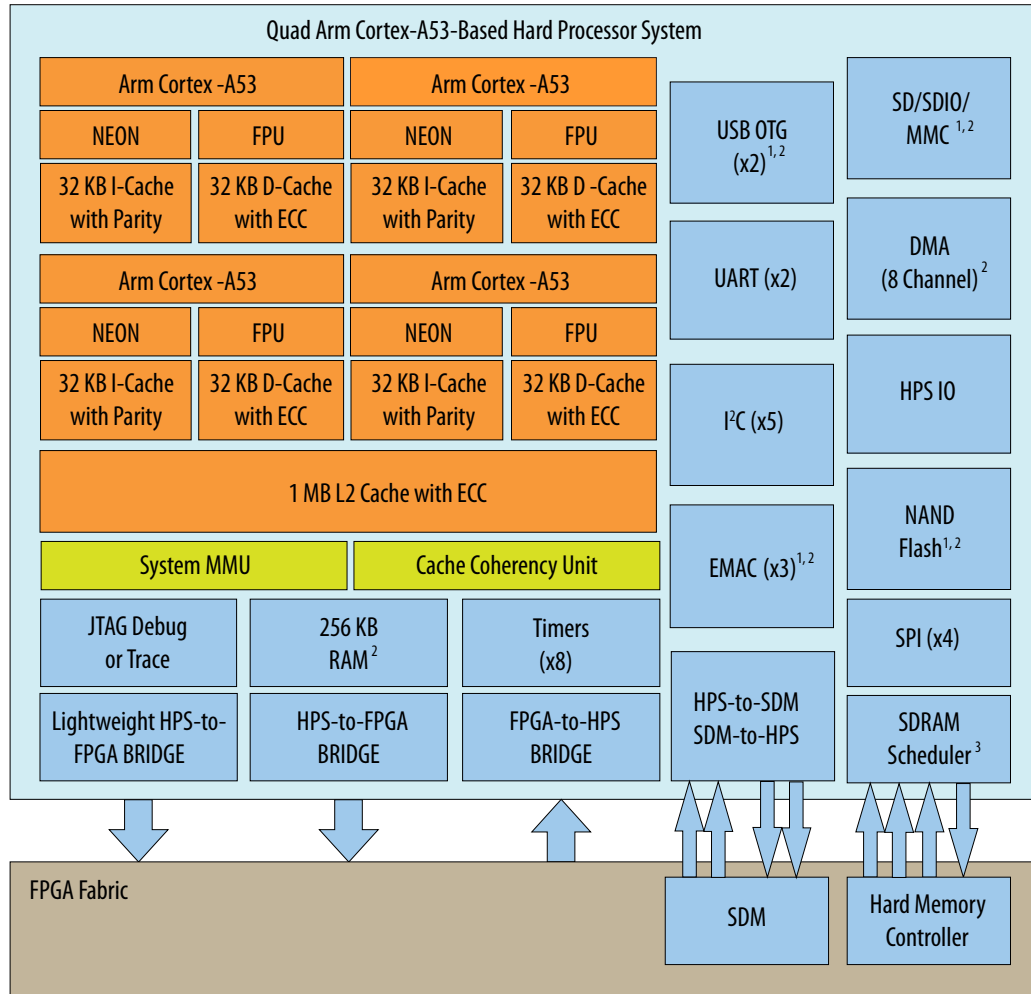 Quad Arm Cortex-A53-Based Hard Processor System
Arm Cortex -A53
NEON
FPU
32 KB I-Cache
with Parity
32 KB D-Cache
with ECC
Arm Cortex -A53
NEON
FPU
32 KB I-Cache
with Parity
32 KB D -Cache
with ECC
Arm Cortex -A53
NEON
FPU
32 KB I-Cache
with Parity
32 KB D-Cache
with ECC
Arm Cortex -A53
NEON
FPU
32 KB I-Cache
with Parity
32 KB D-Cache
with ECC
1 MB L2 Cache with ECC
System MMU
Cache Coherency Unit
JTAG Debug
or Trace
256 KB
RAM 2
Timers
(x8)
Lightweight HPS-to-
FPGA BRIDGE
HPS-to-FPGA
BRIDGE
FPGA-to-HPS
BRIDGE
USB OTG
(x2) 1, 2
UART (x2)
I²C (x5)
EMAC (x3) 1, 2
HPS-to-SDM
SDM-to-HPS
SD/SDIO/
MMC 1, 2
DMA
(8 Channel) 2
HPS IO
NAND
Flash 1, 2
SPI (x4)
SDRAM
Scheduler 3
FPGA Fabric
SDM
Hard Memory
Controller